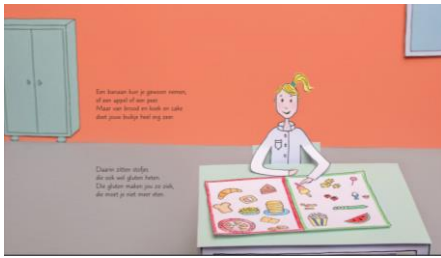 Een banaan kun je gewoon nemen,
of een appel of een peer.
Maar van brood en koek en cake
doet jouw buikje heel erg zeer.
Daarin zitten stofjes
die ook wel gluten heten.
Die gluten maken jou zo ziek,
die moet je niet meer eten.